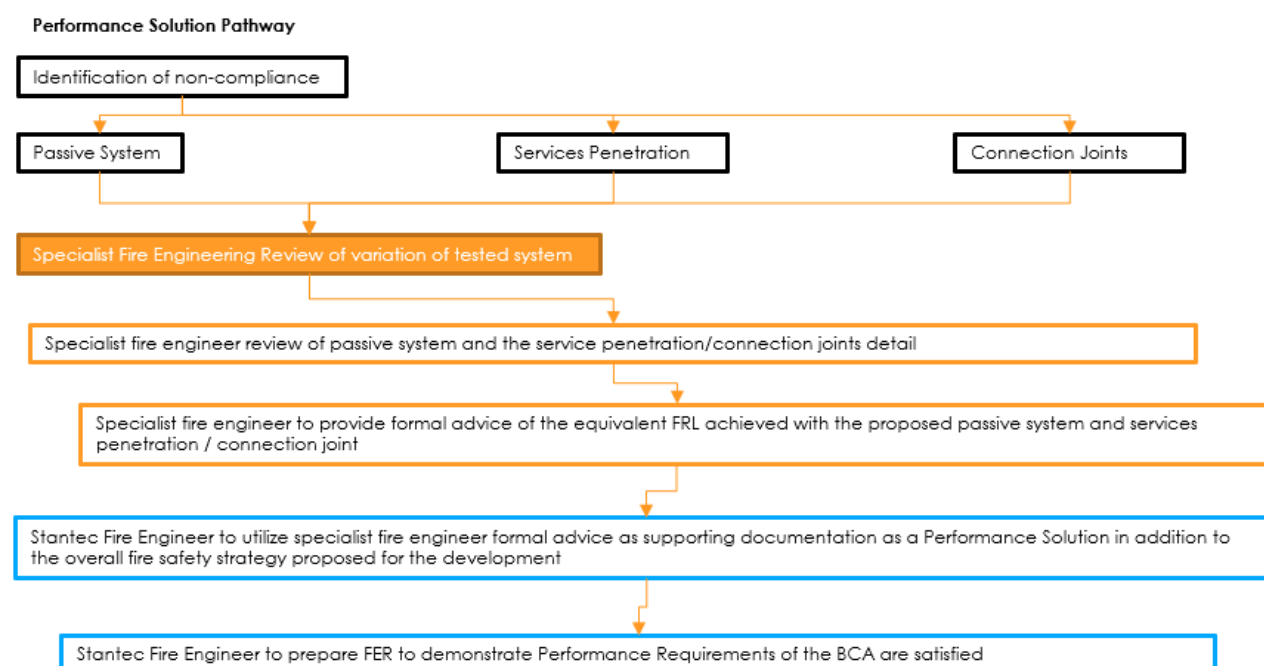 Performance Solution Pathway
Identification of non-compliance
Passive System
Services Penetration
Connection Joints
Specialist Fire Engineering Review of variation of tested system
Specialist fire engineer review of passive system and the service penetration/connection joints detail
Specialist fire engineer to provide formal advice of the equivalent FRL achieved with the proposed passive system and services
penetration / connection joint
Stantec Fire Engineer to utilize specialist fire engineer formal advice as supporting documentation as a Performance Solution in addition to
the overall fire safety strategy proposed for the development
Stantec Fire Engineer to prepare FER to demonstrate Performance Requirements of the BCA are satisfied